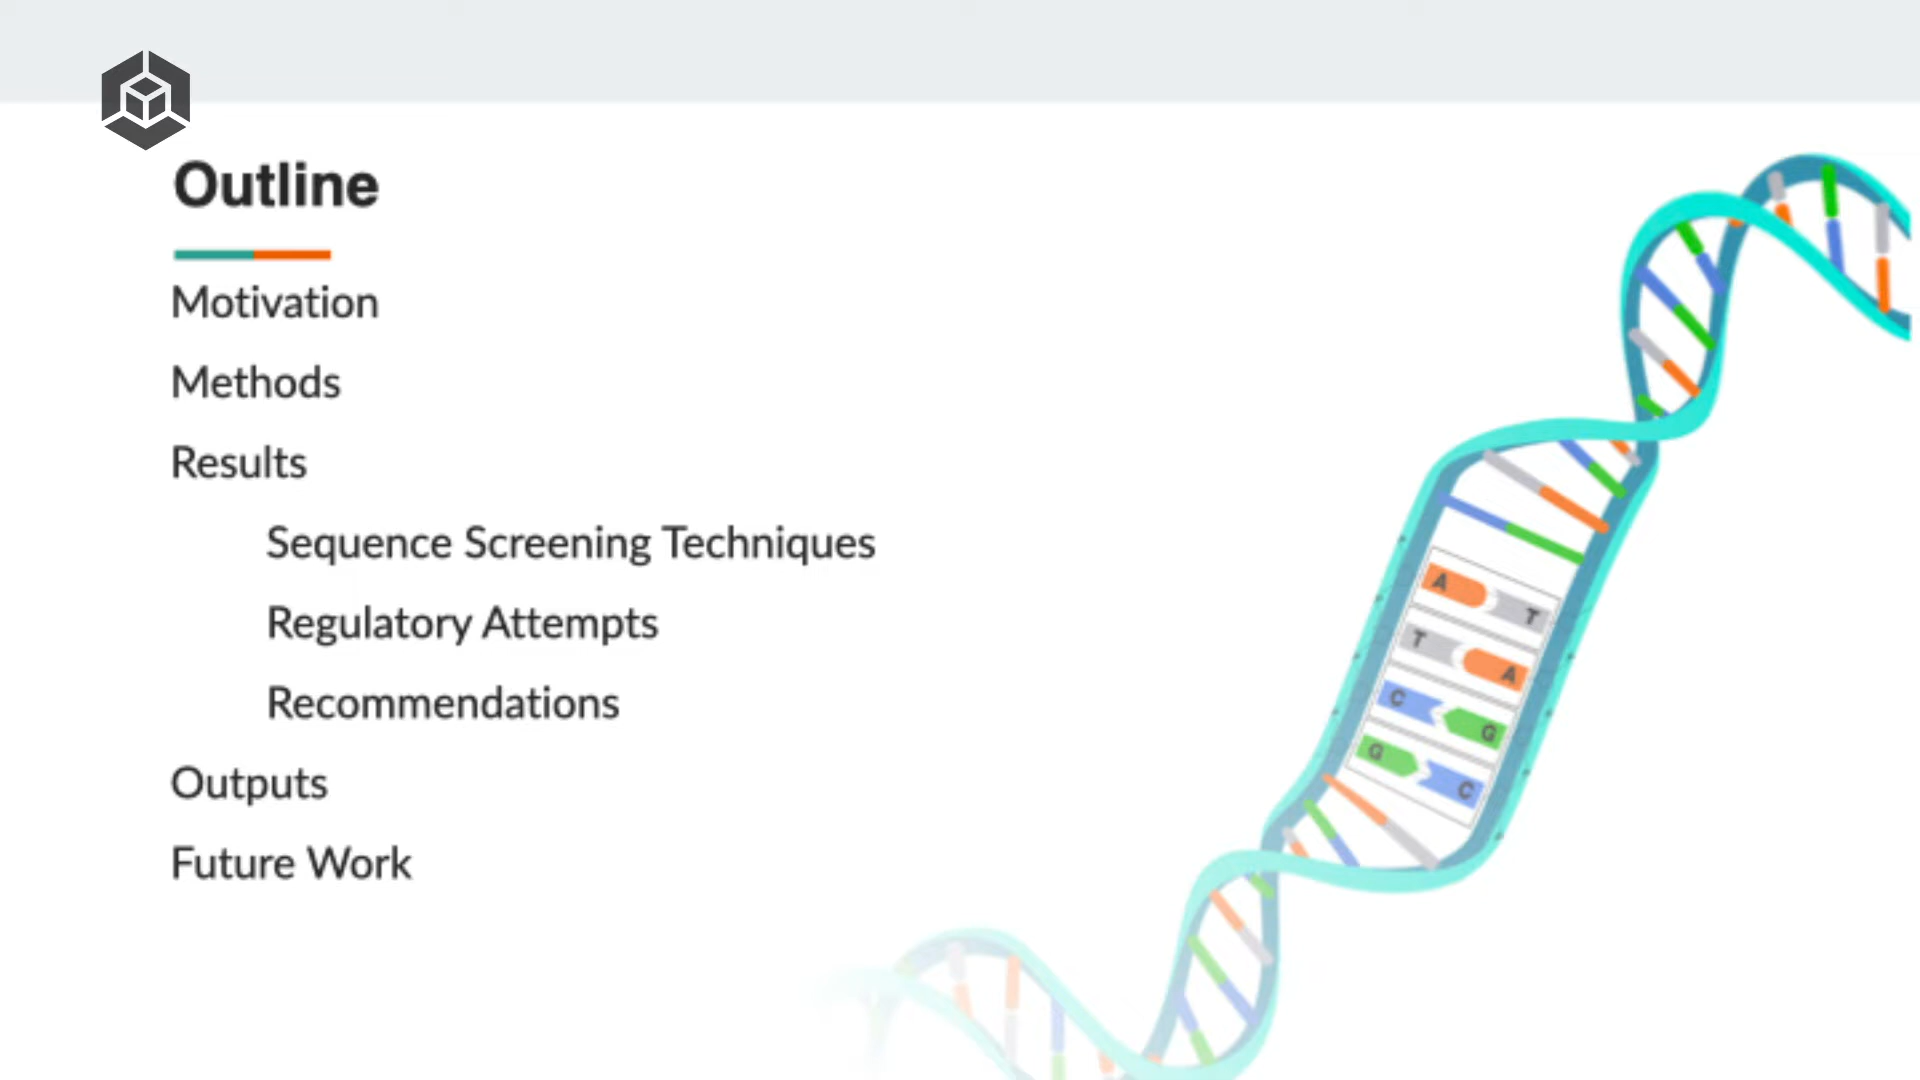 Outline
Motivation
Methods
Results
Sequence Screening Techniques
Regulatory Attempts
Recommendations
Outputs
Future Work
A T
T A
C G
G C